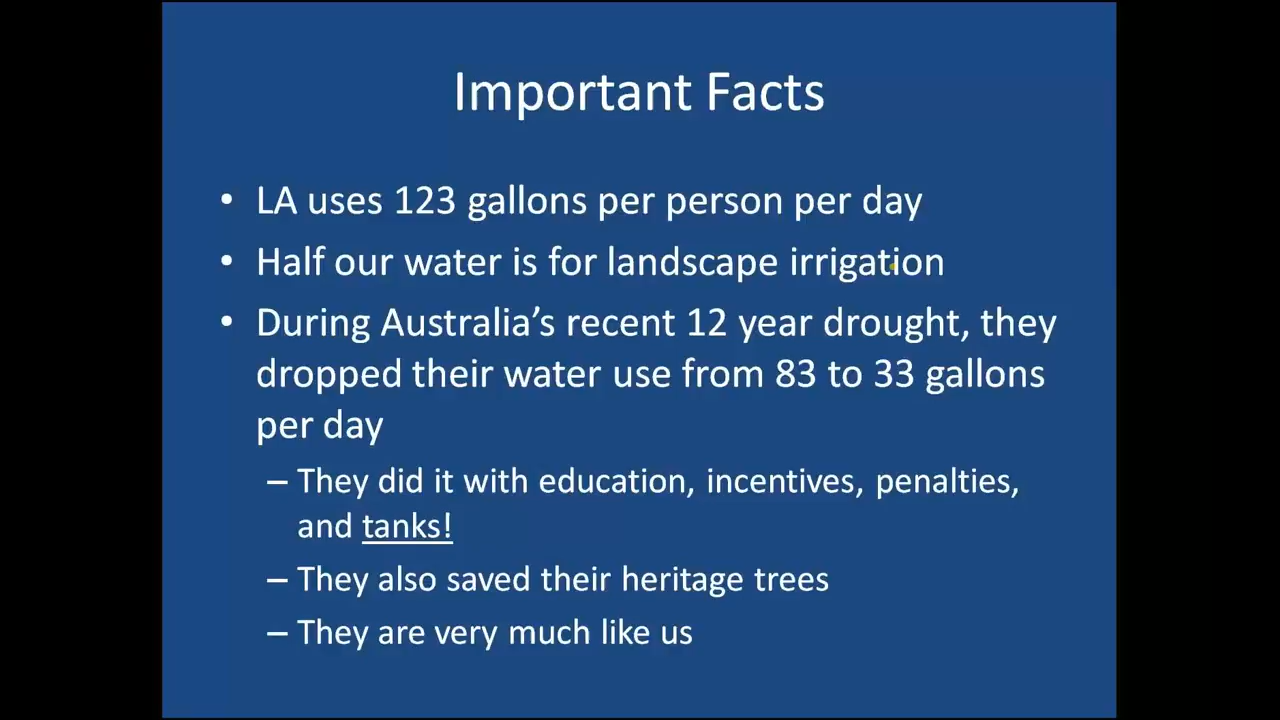 Important Facts
• LA uses 123 gallons per person per day
• Half our water is for landscape irrigation
• During Australia’s recent 12 year drought, they
dropped their water use from 83 to 33 gallons
per day
– They did it with education, incentives, penalties,
and tanks!
– They also saved their heritage trees
– They are very much like us